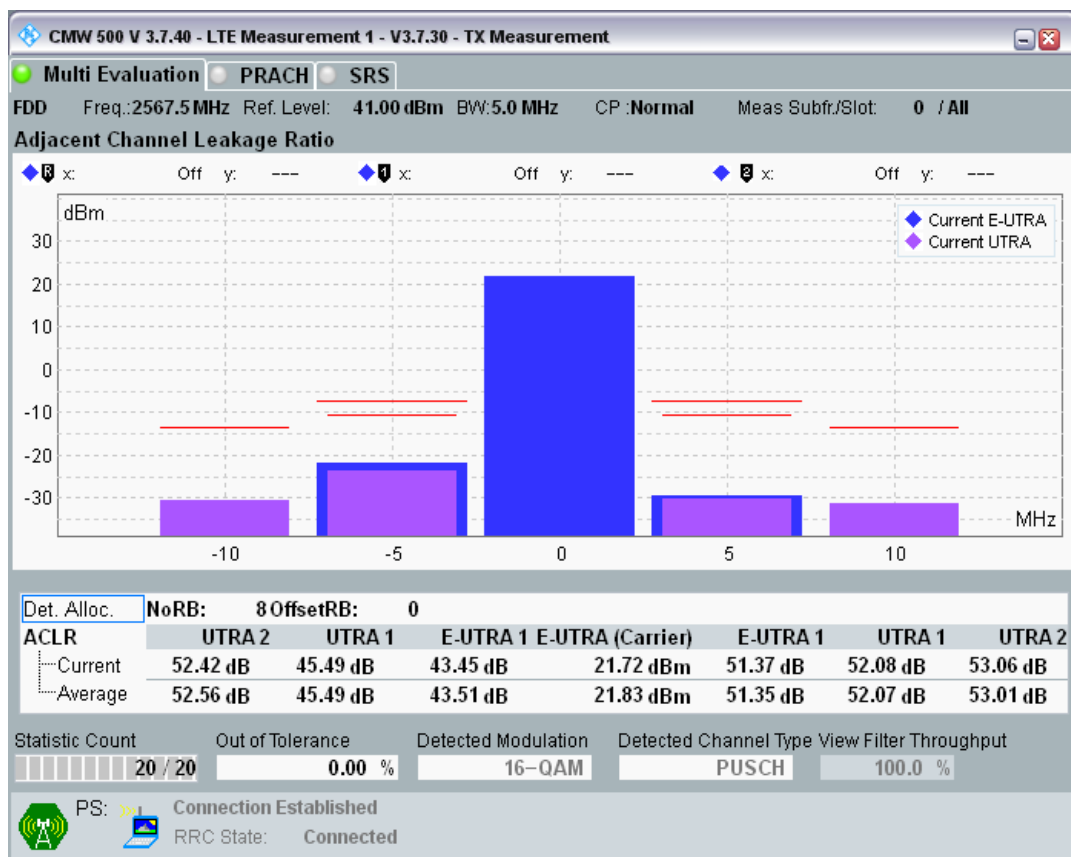 CMW 500 V 3.7.40 - LTE Measurement 1 - V3.7.30 - TX Measurement
Multi Evaluation PRACH SRS
FDD Freq.:2567.5 MHz Ref. Level: 41.00 dBm BW:5.0 MHz CP :Normal Meas Subfr./Slot: 0 / All
Adjacent Channel Leakage Ratio
R x: Off y: --- 1 x: Off y: --- 2 x: Off y: ---
dBm
Current E-UTRA
Current UTRA
30
20
10
0
-10
-20
-30
MHz
-10 -5 0 5 10
Det. Alloc. NoRB: 8 OffsetRB: 0
ACLR UTRA 2 UTRA 1 E-UTRA 1 E-UTRA (Carrier) E-UTRA 1 UTRA 1 UTRA 2
Current 52.42 dB 45.49 dB 43.45 dB 21.72 dBm 51.37 dB 52.08 dB 53.06 dB
Average 52.56 dB 45.49 dB 43.51 dB 21.83 dBm 51.35 dB 52.07 dB 53.01 dB
Statistic Count Out of Tolerance Detected Modulation Detected Channel Type View Filter Throughput
20 / 20 0.00 % 16-QAM PUSCH 100.0 %
PS: Connection Established
RRC State: Connected